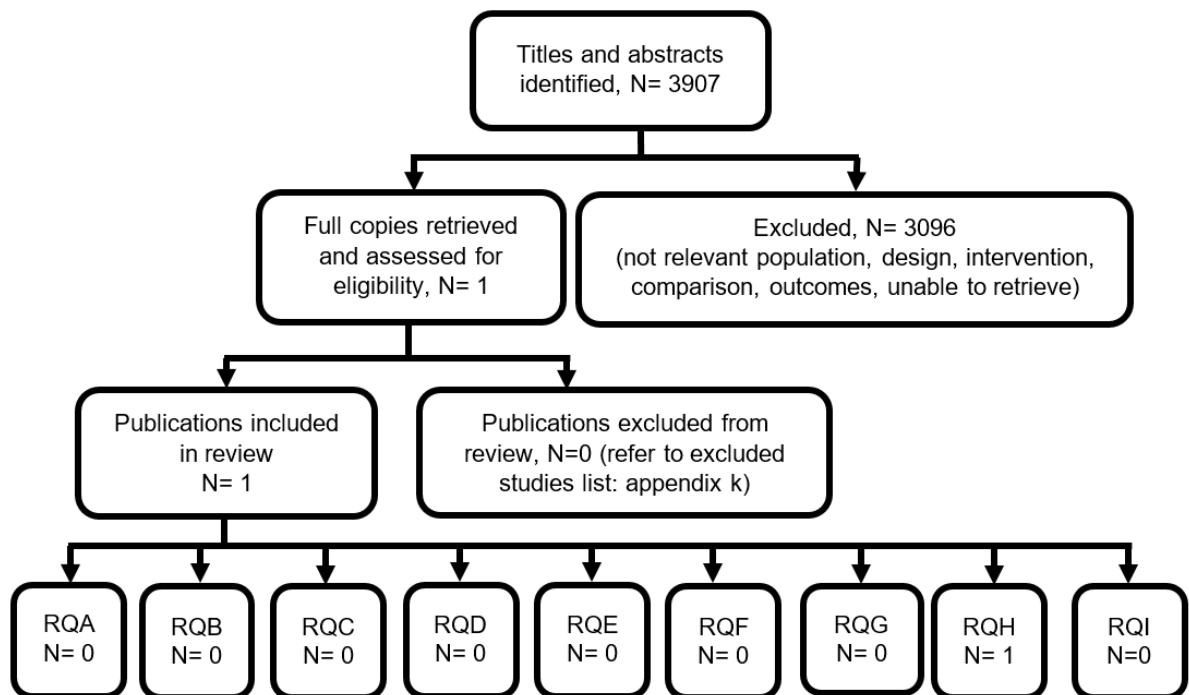 Titles and abstracts
identified, N= 3907
Full copies retrieved
and assessed for
eligibility, N= 1
Excluded, N= 3096
(not relevant population, design, intervention,
comparison, outcomes, unable to retrieve)
Publications included
in review
N= 1
Publications excluded from
review, N=0 (refer to excluded
studies list: appendix k)
RQA
N= 0
RQB
N= 0
RQC
N= 0
RQD
N= 0
RQE
N= 0
RQF
N= 0
RQG
N= 0
RQH
N= 1
RQI
N=0